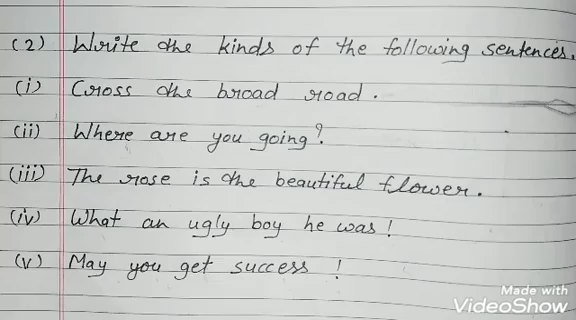 (2) Write the kinds of the following sentences.
(i) Cross the broad road.
(ii) Where are you going?
(iii) The rose is the beautiful flower.
(iv) What an ugly boy he was!
(v) May you get success !
Made with
VideoShow